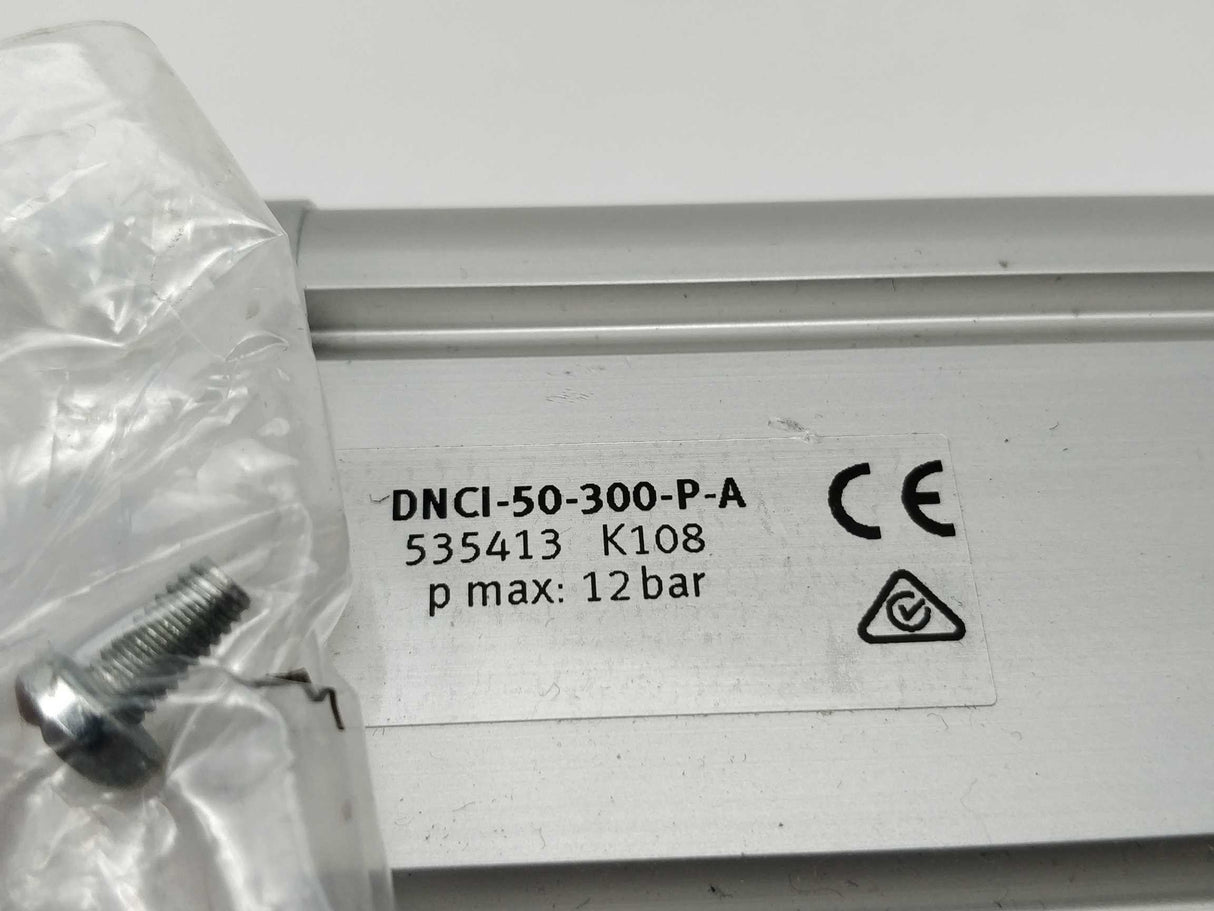 DNCI-50-300-P-A
535413 K108
p max: 12 bar
CE